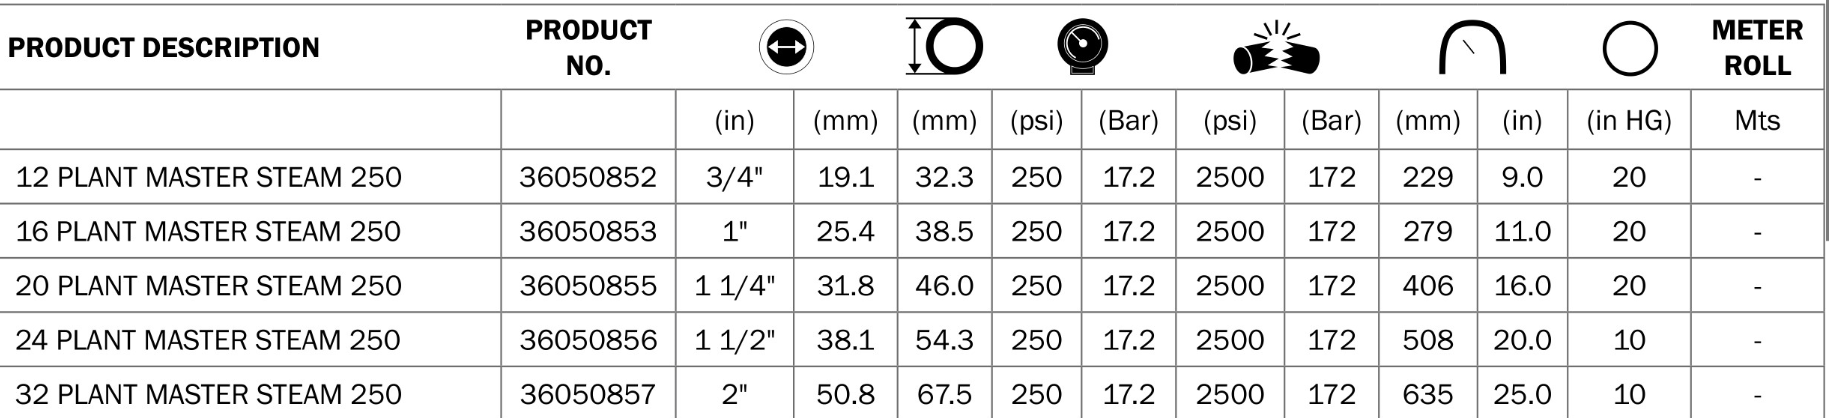 PRODUCT DESCRIPTION PRODUCT NO. METER ROLL
(in) (mm) (mm) (psi) (Bar) (psi) (Bar) (mm) (in) (in HG) Mts
12 PLANT MASTER STEAM 250 36050852 3/4" 19.1 32.3 250 17.2 2500 172 229 9.0 20 -
16 PLANT MASTER STEAM 250 36050853 1" 25.4 38.5 250 17.2 2500 172 279 11.0 20 -
20 PLANT MASTER STEAM 250 36050855 1 1/4" 31.8 46.0 250 17.2 2500 172 406 16.0 20 -
24 PLANT MASTER STEAM 250 36050856 1 1/2" 38.1 54.3 250 17.2 2500 172 508 20.0 10 -
32 PLANT MASTER STEAM 250 36050857 2" 50.8 67.5 250 17.2 2500 172 635 25.0 10 -